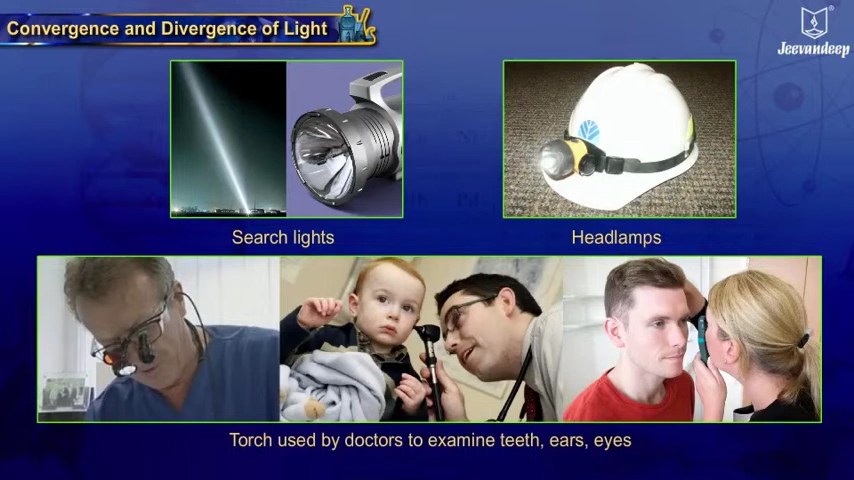 Convergence and Divergence of Light
Jeevandeep
Search lights
Headlamps
Torch used by doctors to examine teeth, ears, eyes